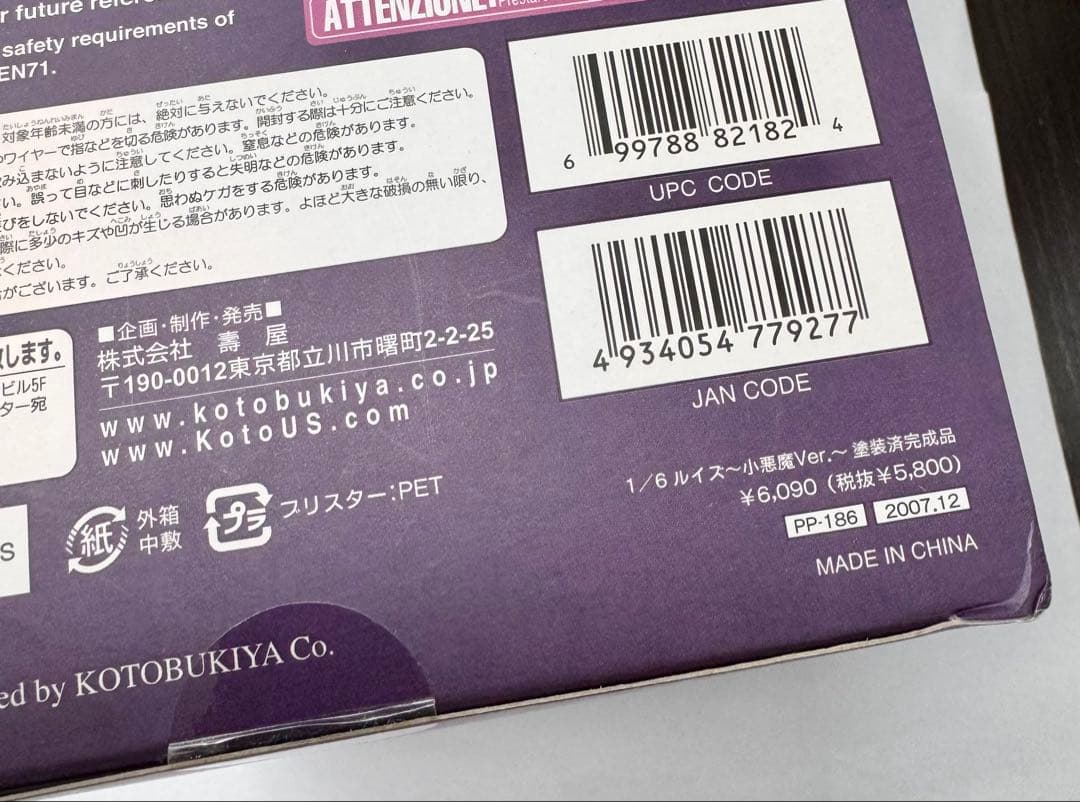 r future refere
safety requirements of
EN71.
ATTENZIONE!
対象年齢未満の方には、絶対に与えないでください。
やワイヤーで指などを切る危険があります。開封する際は十分にご注意ください。
み込まないように注意してください。窒息などの危険があります。
い。誤って目などに刺したりすると失明などの危険があります。
びをしないでください。思わぬケガをする危険があります。
際に多少のキズや凹が生じる場合があります。よほど大きな破損の無い限り、
ください。
がございます。ご了承ください。
6 99788 82182 4
UPC CODE
4 934054 779277
JAN CODE
します。
ビル5F
ター宛
■企画・制作・発売■
株式会社 壽屋
〒190-0012東京都立川市曙町2-2-25
www.kotobukiya.co.jp
www.KotoUS.com
S
紙
外箱
中敷
プラ
ブリスター:PET
1/6 ルイズ〜小悪魔Ver.〜 塗装済完成品
¥6,090(税抜¥5,800)
PP-186 2007.12
MADE IN CHINA
ed by KOTOBUKIYA Co.